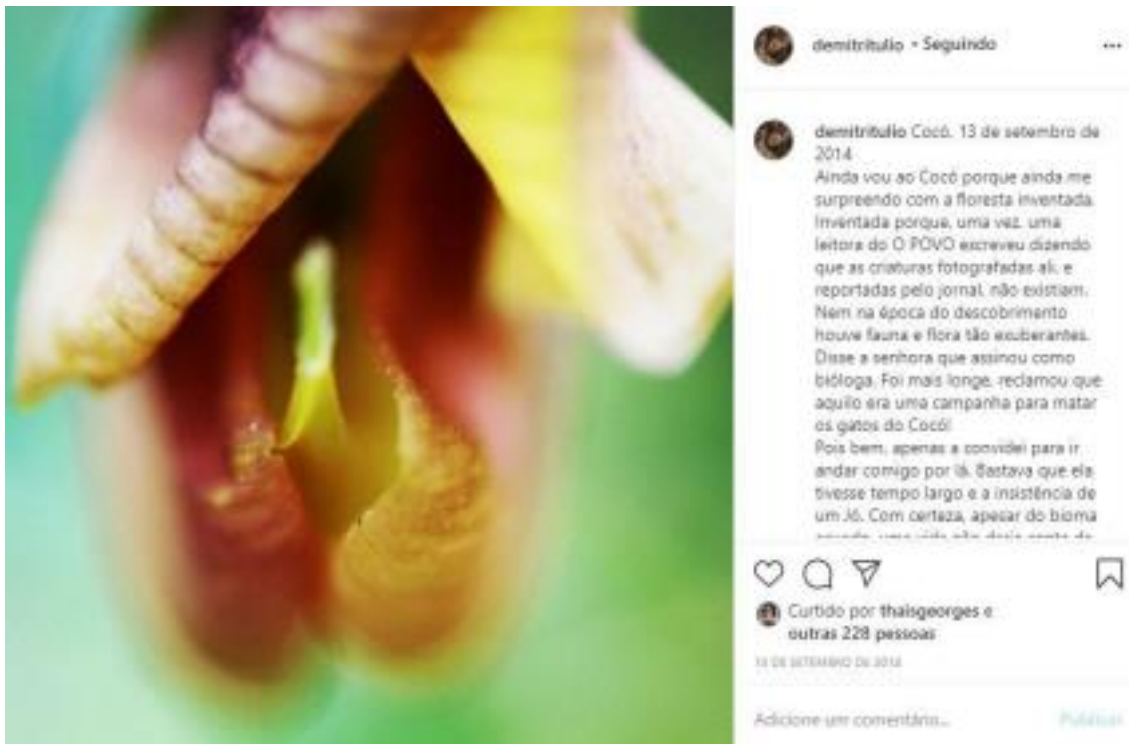 demitritulio • Seguindo
demitritulio Cocó, 13 de setembro de
2014
Ainda vou ao Cocó porque ainda me
surpreendo com a floresta inventada.
Inventada porque, uma vez, uma
leitora do O POVO escreveu dizendo
que as criaturas fotografadas ali, e
reportadas pelo jornal, não existiam.
Nem na época do descobrimento
houve fauna e flora tão exuberantes.
Disse a senhora que assinou como
bióloga. Foi mais longe, reclamou que
aquilo era uma campanha para matar
os gatos do Cocó!
Pois bem, apenas a convidei para ir
andar comigo por lá. Bastava que ela
tivesse tempo largo e a insistência de
um Jó. Com certeza, apesar do bioma
Curtido por thaisgeorges e
outras 228 pessoas
13 DE SETEMBRO DE
Adicione um comentário...
Publicar